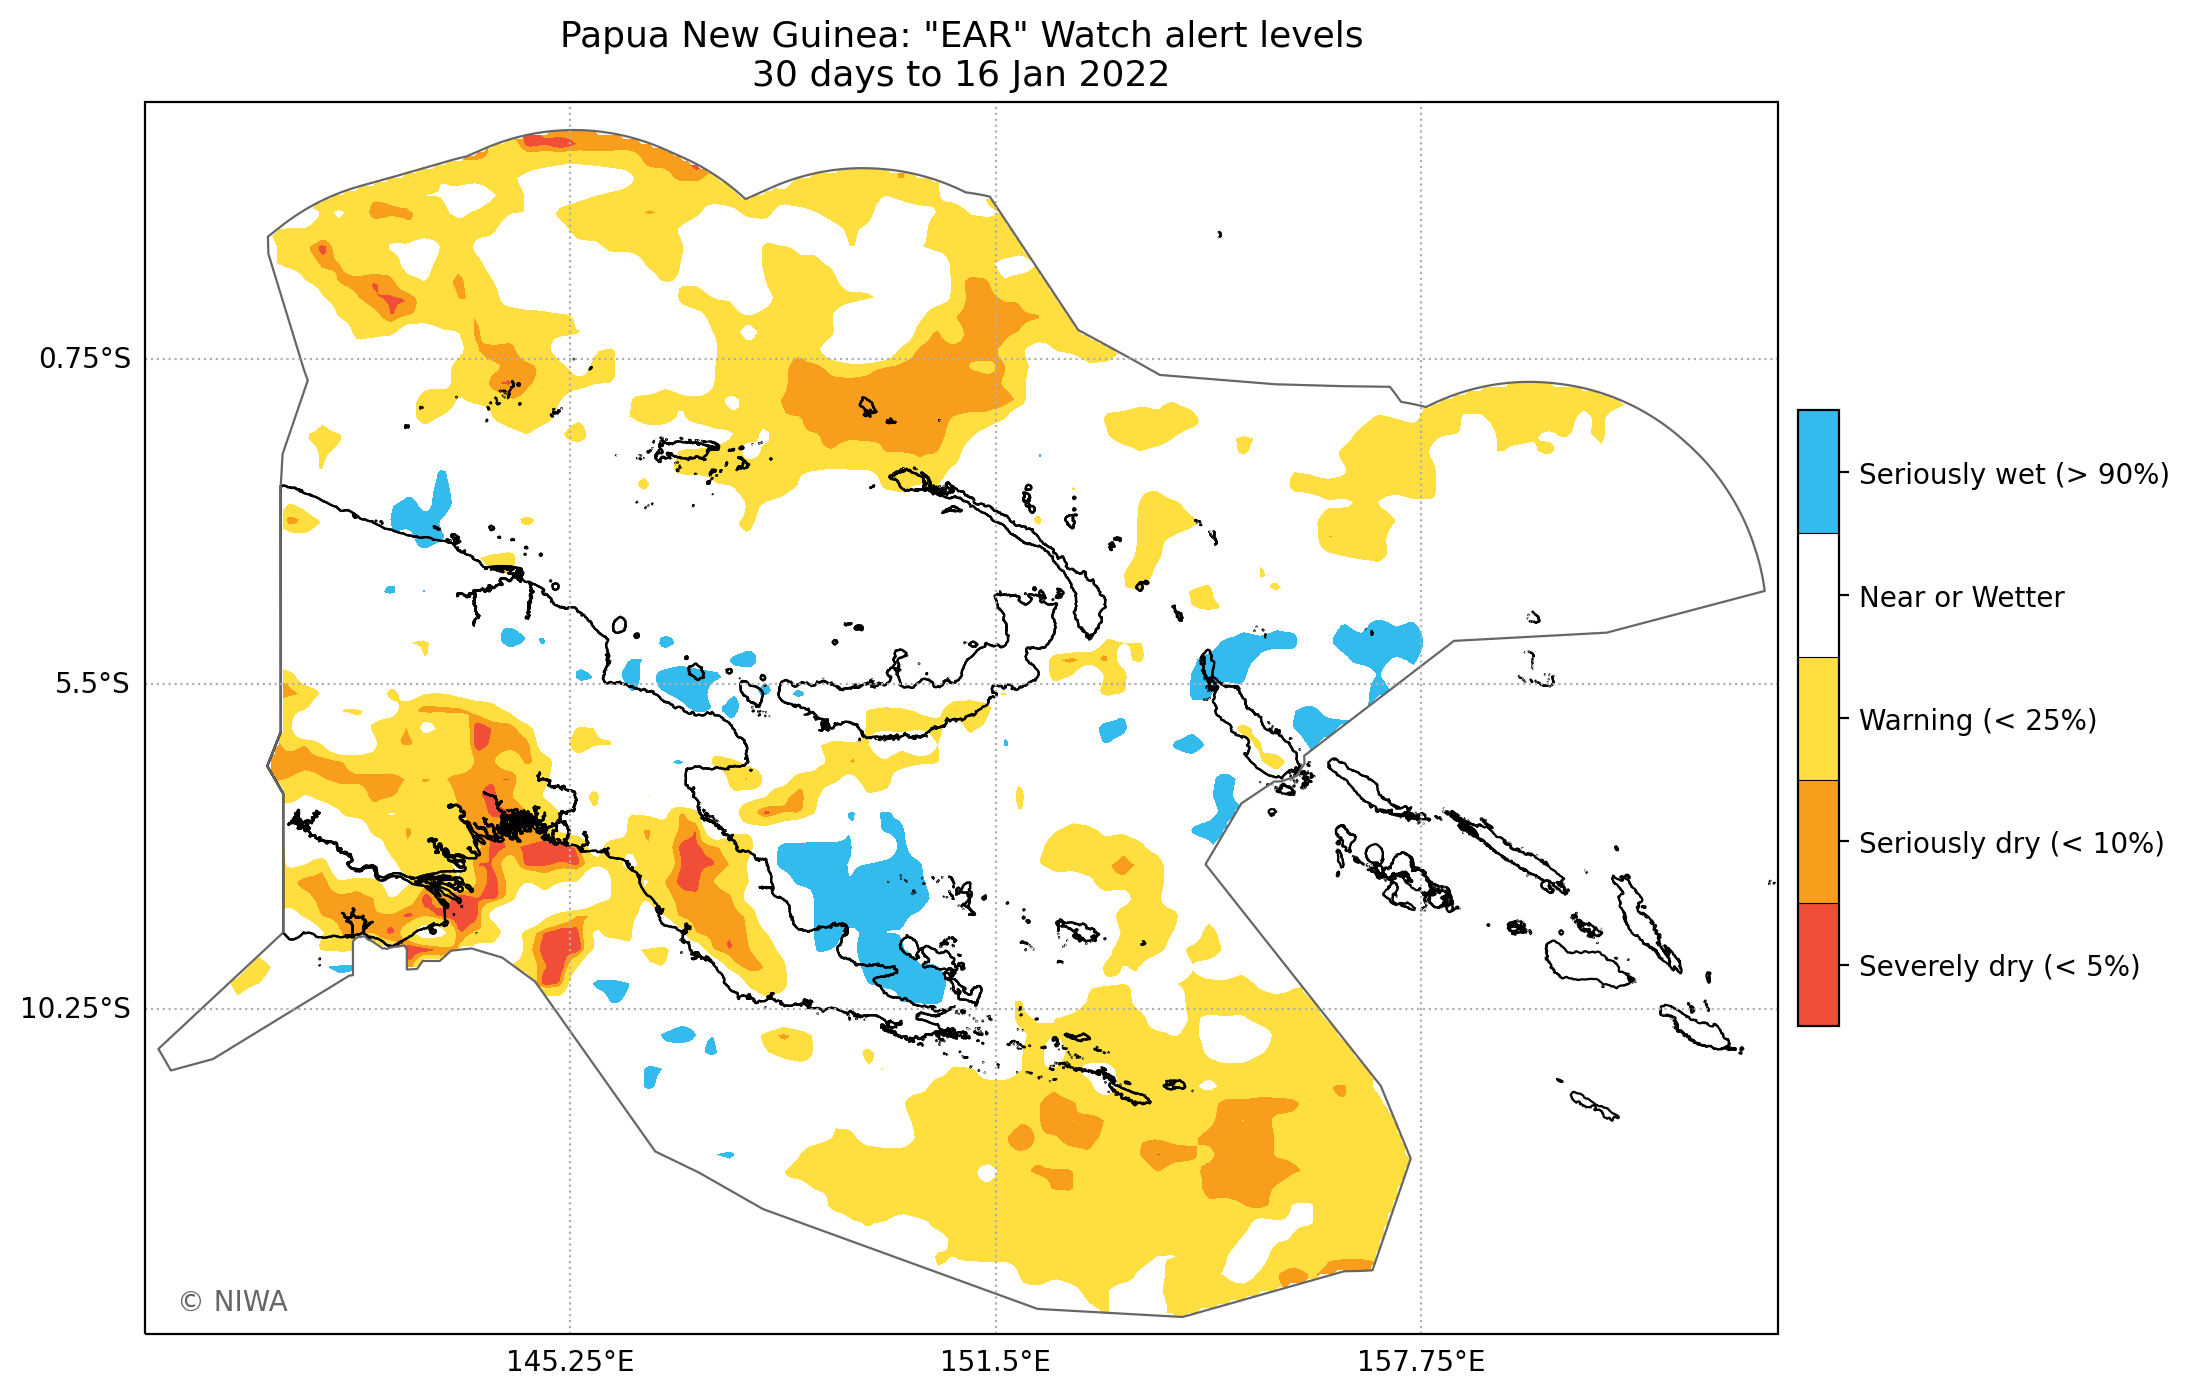 Papua New Guinea: "EAR" Watch alert levels
30 days to 16 Jan 2022
0.75°S
5.5°S
10.25°S
145.25°E
151.5°E
157.75°E
Seriously wet (> 90%)
Near or Wetter
Warning (< 25%)
Seriously dry (< 10%)
Severely dry (< 5%)
© NIWA